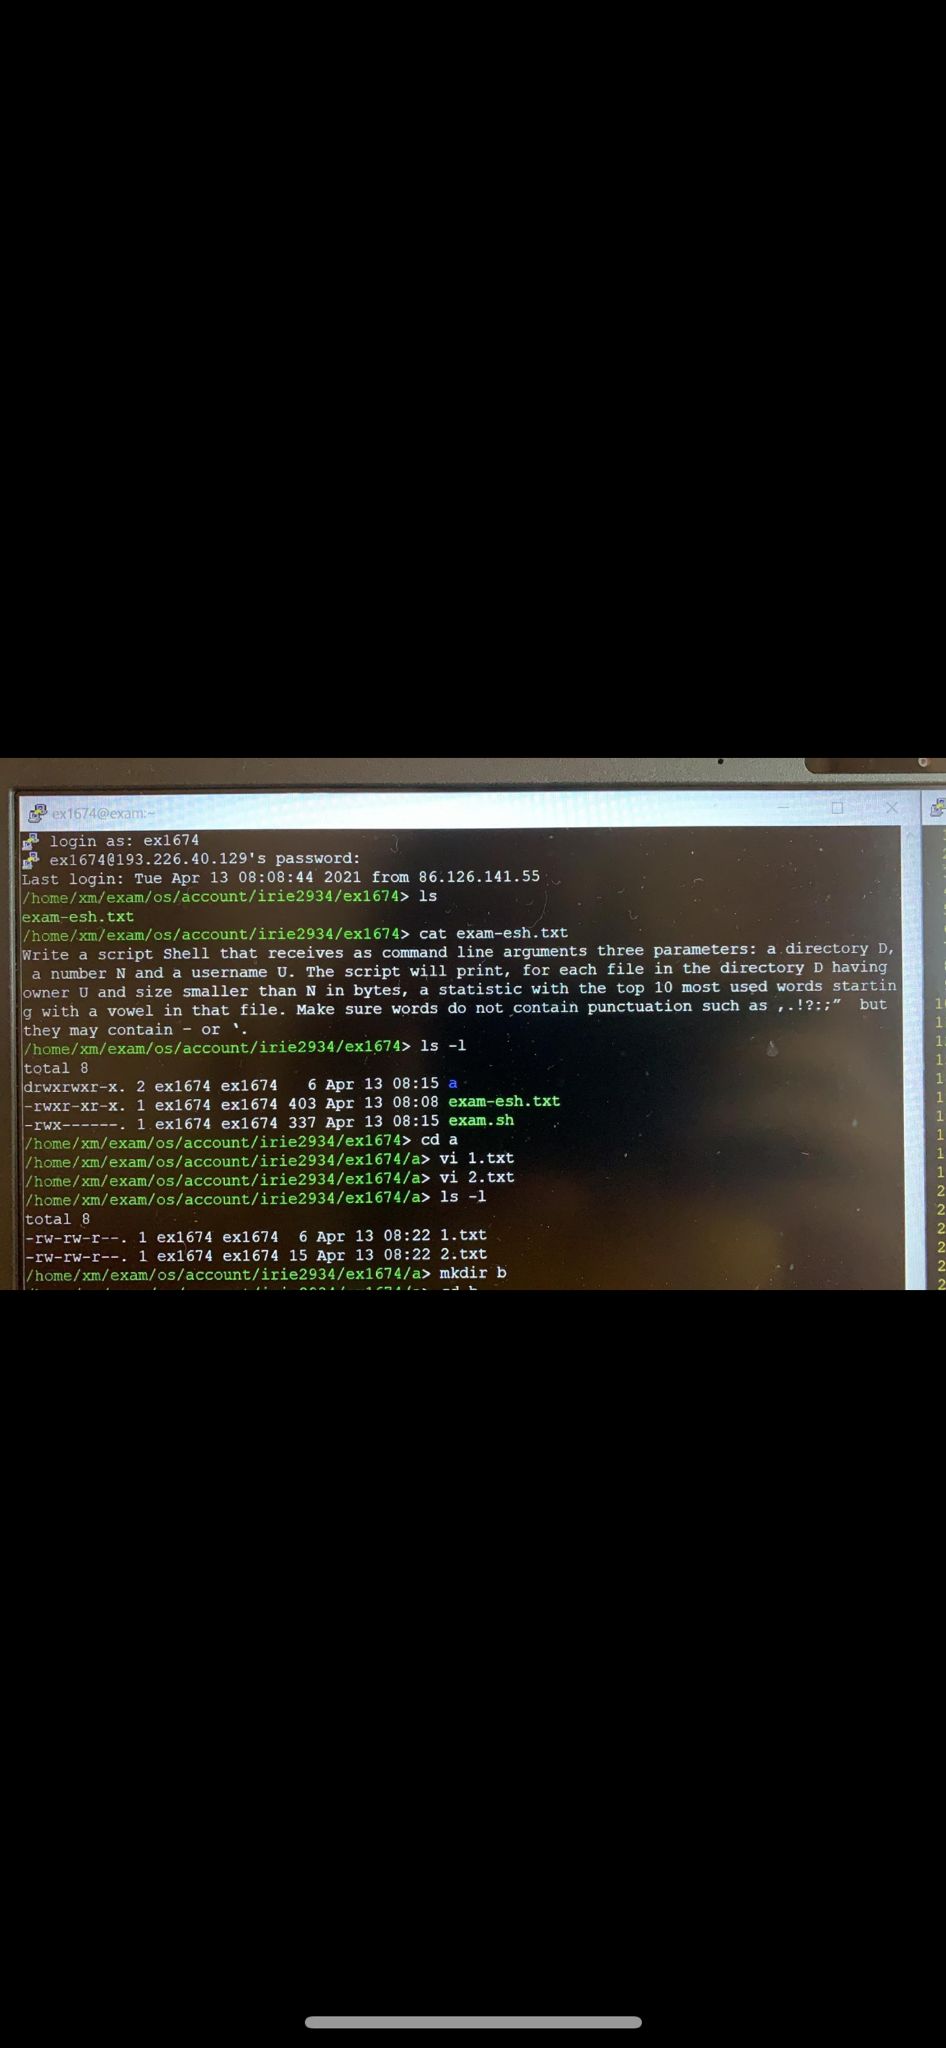 ex1674@exam:~
login as: ex1674
ex1674@193.226.40.129's password:
Last login: Tue Apr 13 08:08:44 2021 from 86.126.141.55
/home/xm/exam/os/account/irie2934/ex1674> ls
exam-esh.txt
/home/xm/exam/os/account/irie2934/ex1674> cat exam-esh.txt
Write a script Shell that receives as command line arguments three parameters: a directory D,
a number N and a username U. The script will print, for each file in the directory D having
owner U and size smaller than N in bytes, a statistic with the top 10 most used words startin
g with a vowel in that file. Make sure words do not contain punctuation such as ,.!?:;” but
they may contain - or `.
/home/xm/exam/os/account/irie2934/ex1674> ls -l
total 8
drwxrwxr-x. 2 ex1674 ex1674 6 Apr 13 08:15 a
-rwxr-xr-x. 1 ex1674 ex1674 403 Apr 13 08:08 exam-esh.txt
-rwx------. 1 ex1674 ex1674 337 Apr 13 08:15 exam.sh
/home/xm/exam/os/account/irie2934/ex1674> cd a
/home/xm/exam/os/account/irie2934/ex1674/a> vi 1.txt
/home/xm/exam/os/account/irie2934/ex1674/a> vi 2.txt
/home/xm/exam/os/account/irie2934/ex1674/a> ls -l
total 8
-rw-rw-r--. 1 ex1674 ex1674 6 Apr 13 08:22 1.txt
-rw-rw-r--. 1 ex1674 ex1674 15 Apr 13 08:22 2.txt
/home/xm/exam/os/account/irie2934/ex1674/a> mkdir b